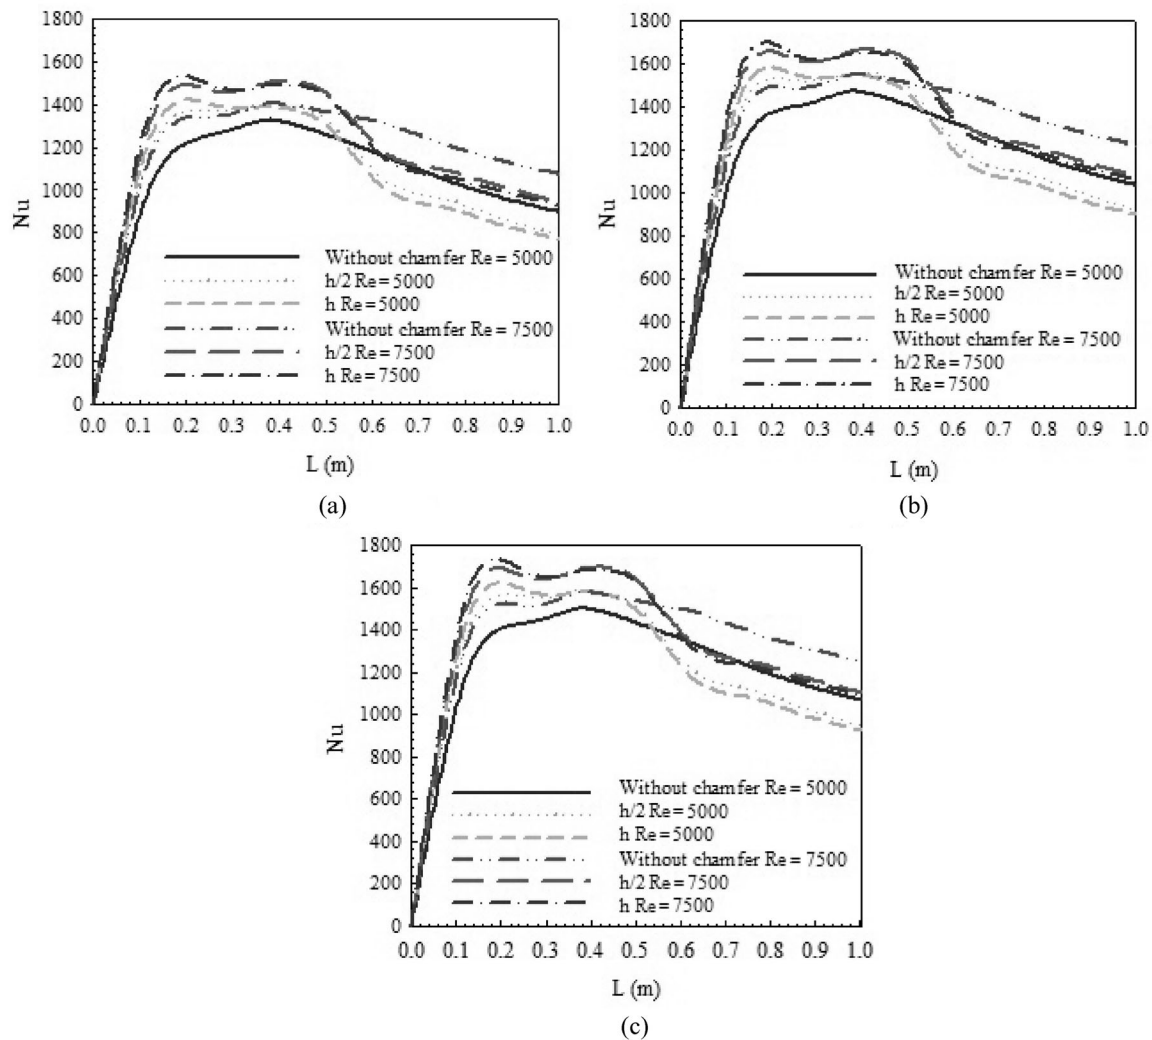 1800
1600
1400
1200
1000
800
600
400
200
0
Nu
Without chamfer Re = 5000
h/2 Re = 5000
h Re = 5000
Without chamfer Re = 7500
h/2 Re = 7500
h Re = 7500
0.0 0.1 0.2 0.3 0.4 0.5 0.6 0.7 0.8 0.9 1.0
L (m)
(a)
1800
1600
1400
1200
1000
800
600
400
200
0
Nu
Without chamfer Re = 5000
h/2 Re = 5000
h Re = 5000
Without chamfer Re = 7500
h/2 Re = 7500
h Re = 7500
0.0 0.1 0.2 0.3 0.4 0.5 0.6 0.7 0.8 0.9 1.0
L (m)
(b)
1800
1600
1400
1200
1000
800
600
400
200
0
Nu
Without chamfer Re = 5000
h/2 Re = 5000
h Re = 5000
Without chamfer Re = 7500
h/2 Re = 7500
h Re = 7500
0.0 0.1 0.2 0.3 0.4 0.5 0.6 0.7 0.8 0.9 1.0
L (m)
(c)